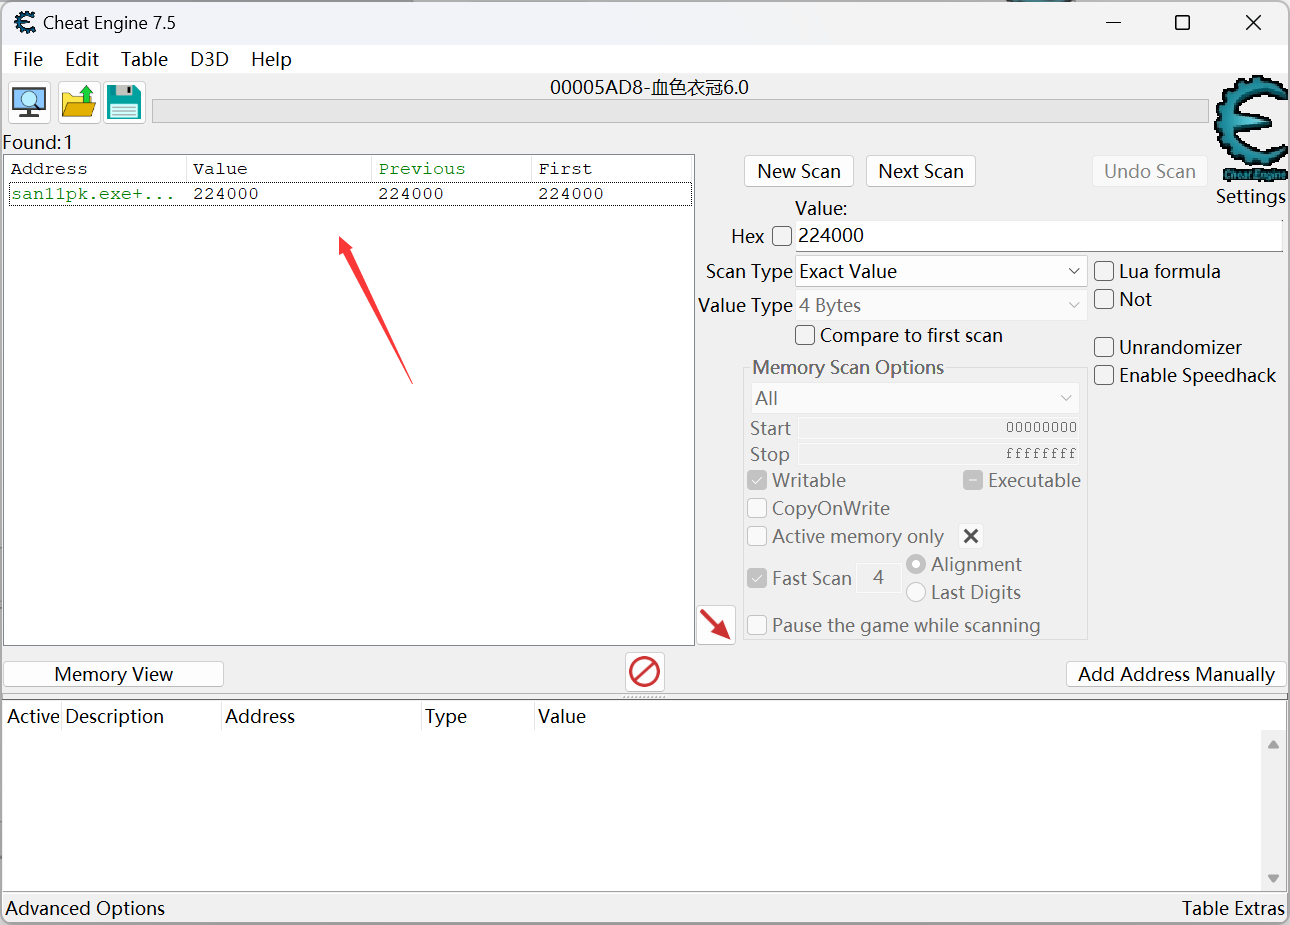 Cheat Engine 7.5
File Edit Table D3D Help
00005AD8-血色衣冠6.0
Found:1
Address Value Previous First
san11pk.exe+... 224000 224000 224000
New Scan Next Scan Undo Scan
Cheat Engine
Settings
Value:
Hex 224000
Scan Type Exact Value Lua formula
Not
Value Type 4 Bytes
Compare to first scan
Unrandomizer
Enable Speedhack
Memory Scan Options
All
Start 00000000
Stop ffffffff
Writable Executable
CopyOnWrite
Active memory only
Fast Scan 4 Alignment
Last Digits
Pause the game while scanning
Memory View Add Address Manually
Active Description Address Type Value
Advanced Options Table Extras